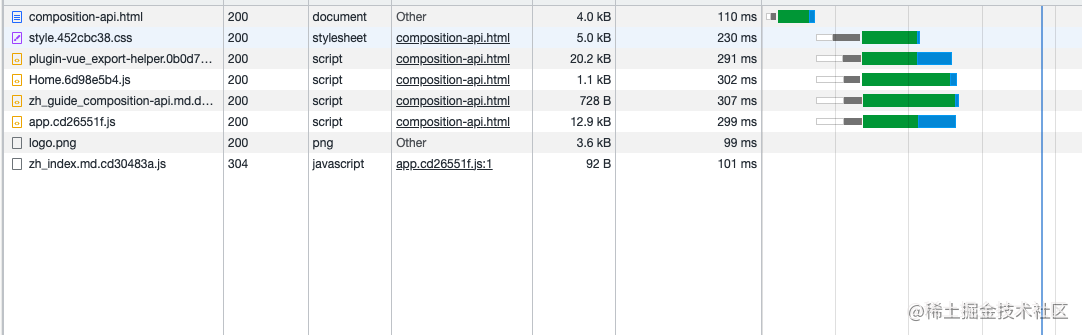 composition-api.html 200 document Other 4.0 kB 110 ms
style.452cbc38.css 200 stylesheet composition-api.html 5.0 kB 230 ms
plugin-vue_export-helper.0b0d7… 200 script composition-api.html 20.2 kB 291 ms
Home.6d98e5b4.js 200 script composition-api.html 1.1 kB 302 ms
zh_guide_composition-api.md.d… 200 script composition-api.html 728 B 307 ms
app.cd26551f.js 200 script composition-api.html 12.9 kB 299 ms
logo.png 200 png Other 3.6 kB 99 ms
zh_index.md.cd30483a.js 304 javascript app.cd26551f.js:1 92 B 101 ms
@稀土掘金技术社区